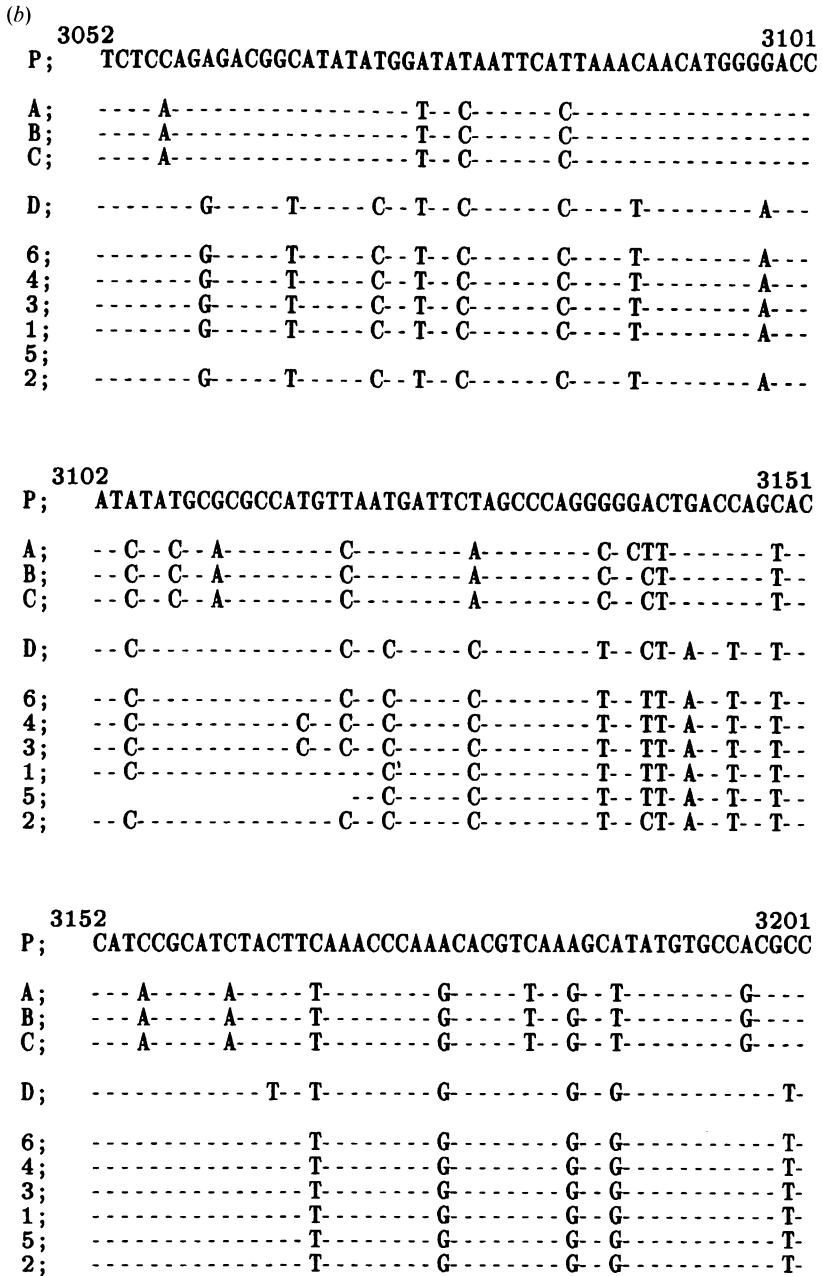 (b)
3052 3101
P; TCTCCAGAGACGGCATATATGGATATAATTCATTAAACAACATGGGGACC
A; ----A-----------------T--C------C-----------------
B; ----A-----------------T--C------C-----------------
C; ----A-----------------T--C------C-----------------
D; -------G-----T-----C--T--C------C----T--------A---
6; -------G-----T-----C--T--C------C----T--------A---
4; -------G-----T-----C--T--C------C----T--------A---
3; -------G-----T-----C--T--C------C----T--------A---
1; -------G-----T-----C--T--C------C----T--------A---
5;
2; -------G-----T-----C--T--C------C----T--------A---
3102 3151
P; ATATATGCGCGCCATGTTAATGATTCTAGCCCAGGGGGACTGACCAGCAC
A; --C--C--A--------C--------A--------C-CTT-------T--
B; --C--C--A--------C--------A--------C--CT-------T--
C; --C--C--A--------C--------A--------C--CT-------T--
D; --C--------------C--C-----C--------T--CT-A--T--T--
6; --C--------------C--C-----C--------T--TT-A--T--T--
4; --C-----------C--C--C-----C--------T--TT-A--T--T--
3; --C-----------C--C--C-----C--------T--TT-A--T--T--
1; --C-----------------C'-----C--------T--TT-A--T--T--
5; --C-----C--------T--TT-A--T--T--
2; --C--------------C--C-----C--------T--CT-A--T--T--
3152 3201
P; CATCCGCATCTACTTCAAACCCAAACACGTCAAAGCATATGTGCCACGCC
A; ---A-----A-----T--------G-----T--G--T--------G----
B; ---A-----A-----T--------G-----T--G--T--------G----
C; ---A-----A-----T--------G-----T--G--T--------G----
D; ------------T--T--------G--------G--G-----------T-
6; ---------------T--------G--------G--G-----------T-
4; ---------------T--------G--------G--G-----------T-
3; ---------------T--------G--------G--G-----------T-
1; ---------------T--------G--------G--G-----------T-
5; ---------------T--------G--------G--G-----------T-
2; ---------------T--------G--------G--G-----------T-